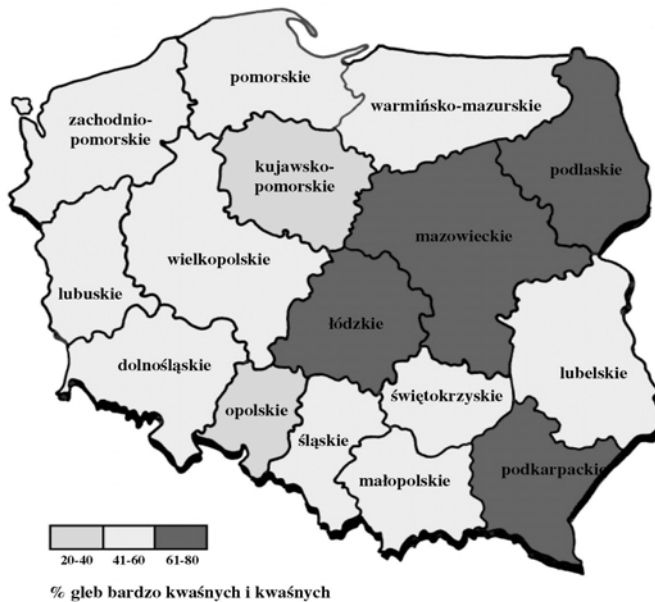 pomorskie
warmińsko-mazurskie
zachodnio-
pomorskie
kujawsko-
pomorskie
podlaskie
mazowieckie
wielkopolskie
lubuskie
łódzkie
dolnośląskie
lubelskie
opolskie
świętokrzyskie
śląskie
podkarpackie
małopolskie
20-40 41-60 61-80
% gleb bardzo kwaśnych i kwaśnych